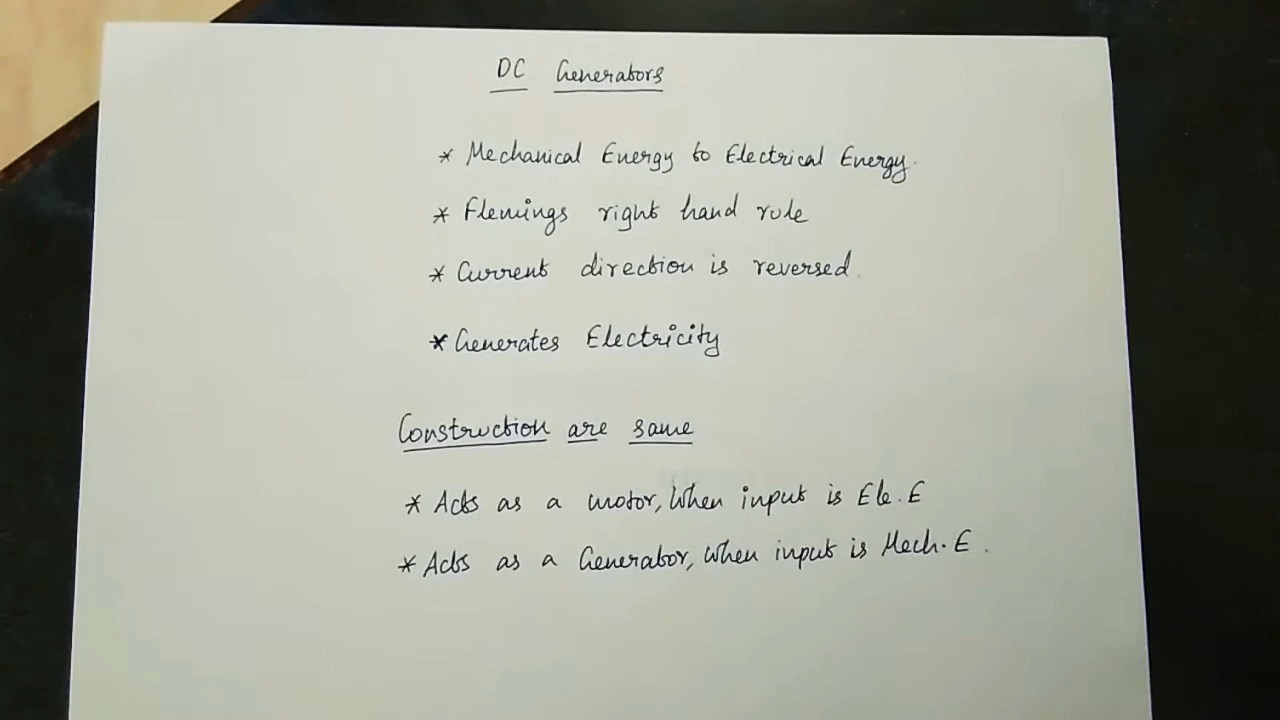 DC Generators
* Mechanical Energy to Electrical Energy.
* Flemings right hand rule
* Current direction is reversed.
* Generates Electricity
Construction are same
* Acts as a motor, When input is Ele. E
* Acts as a Generator, When input is Mech. E.